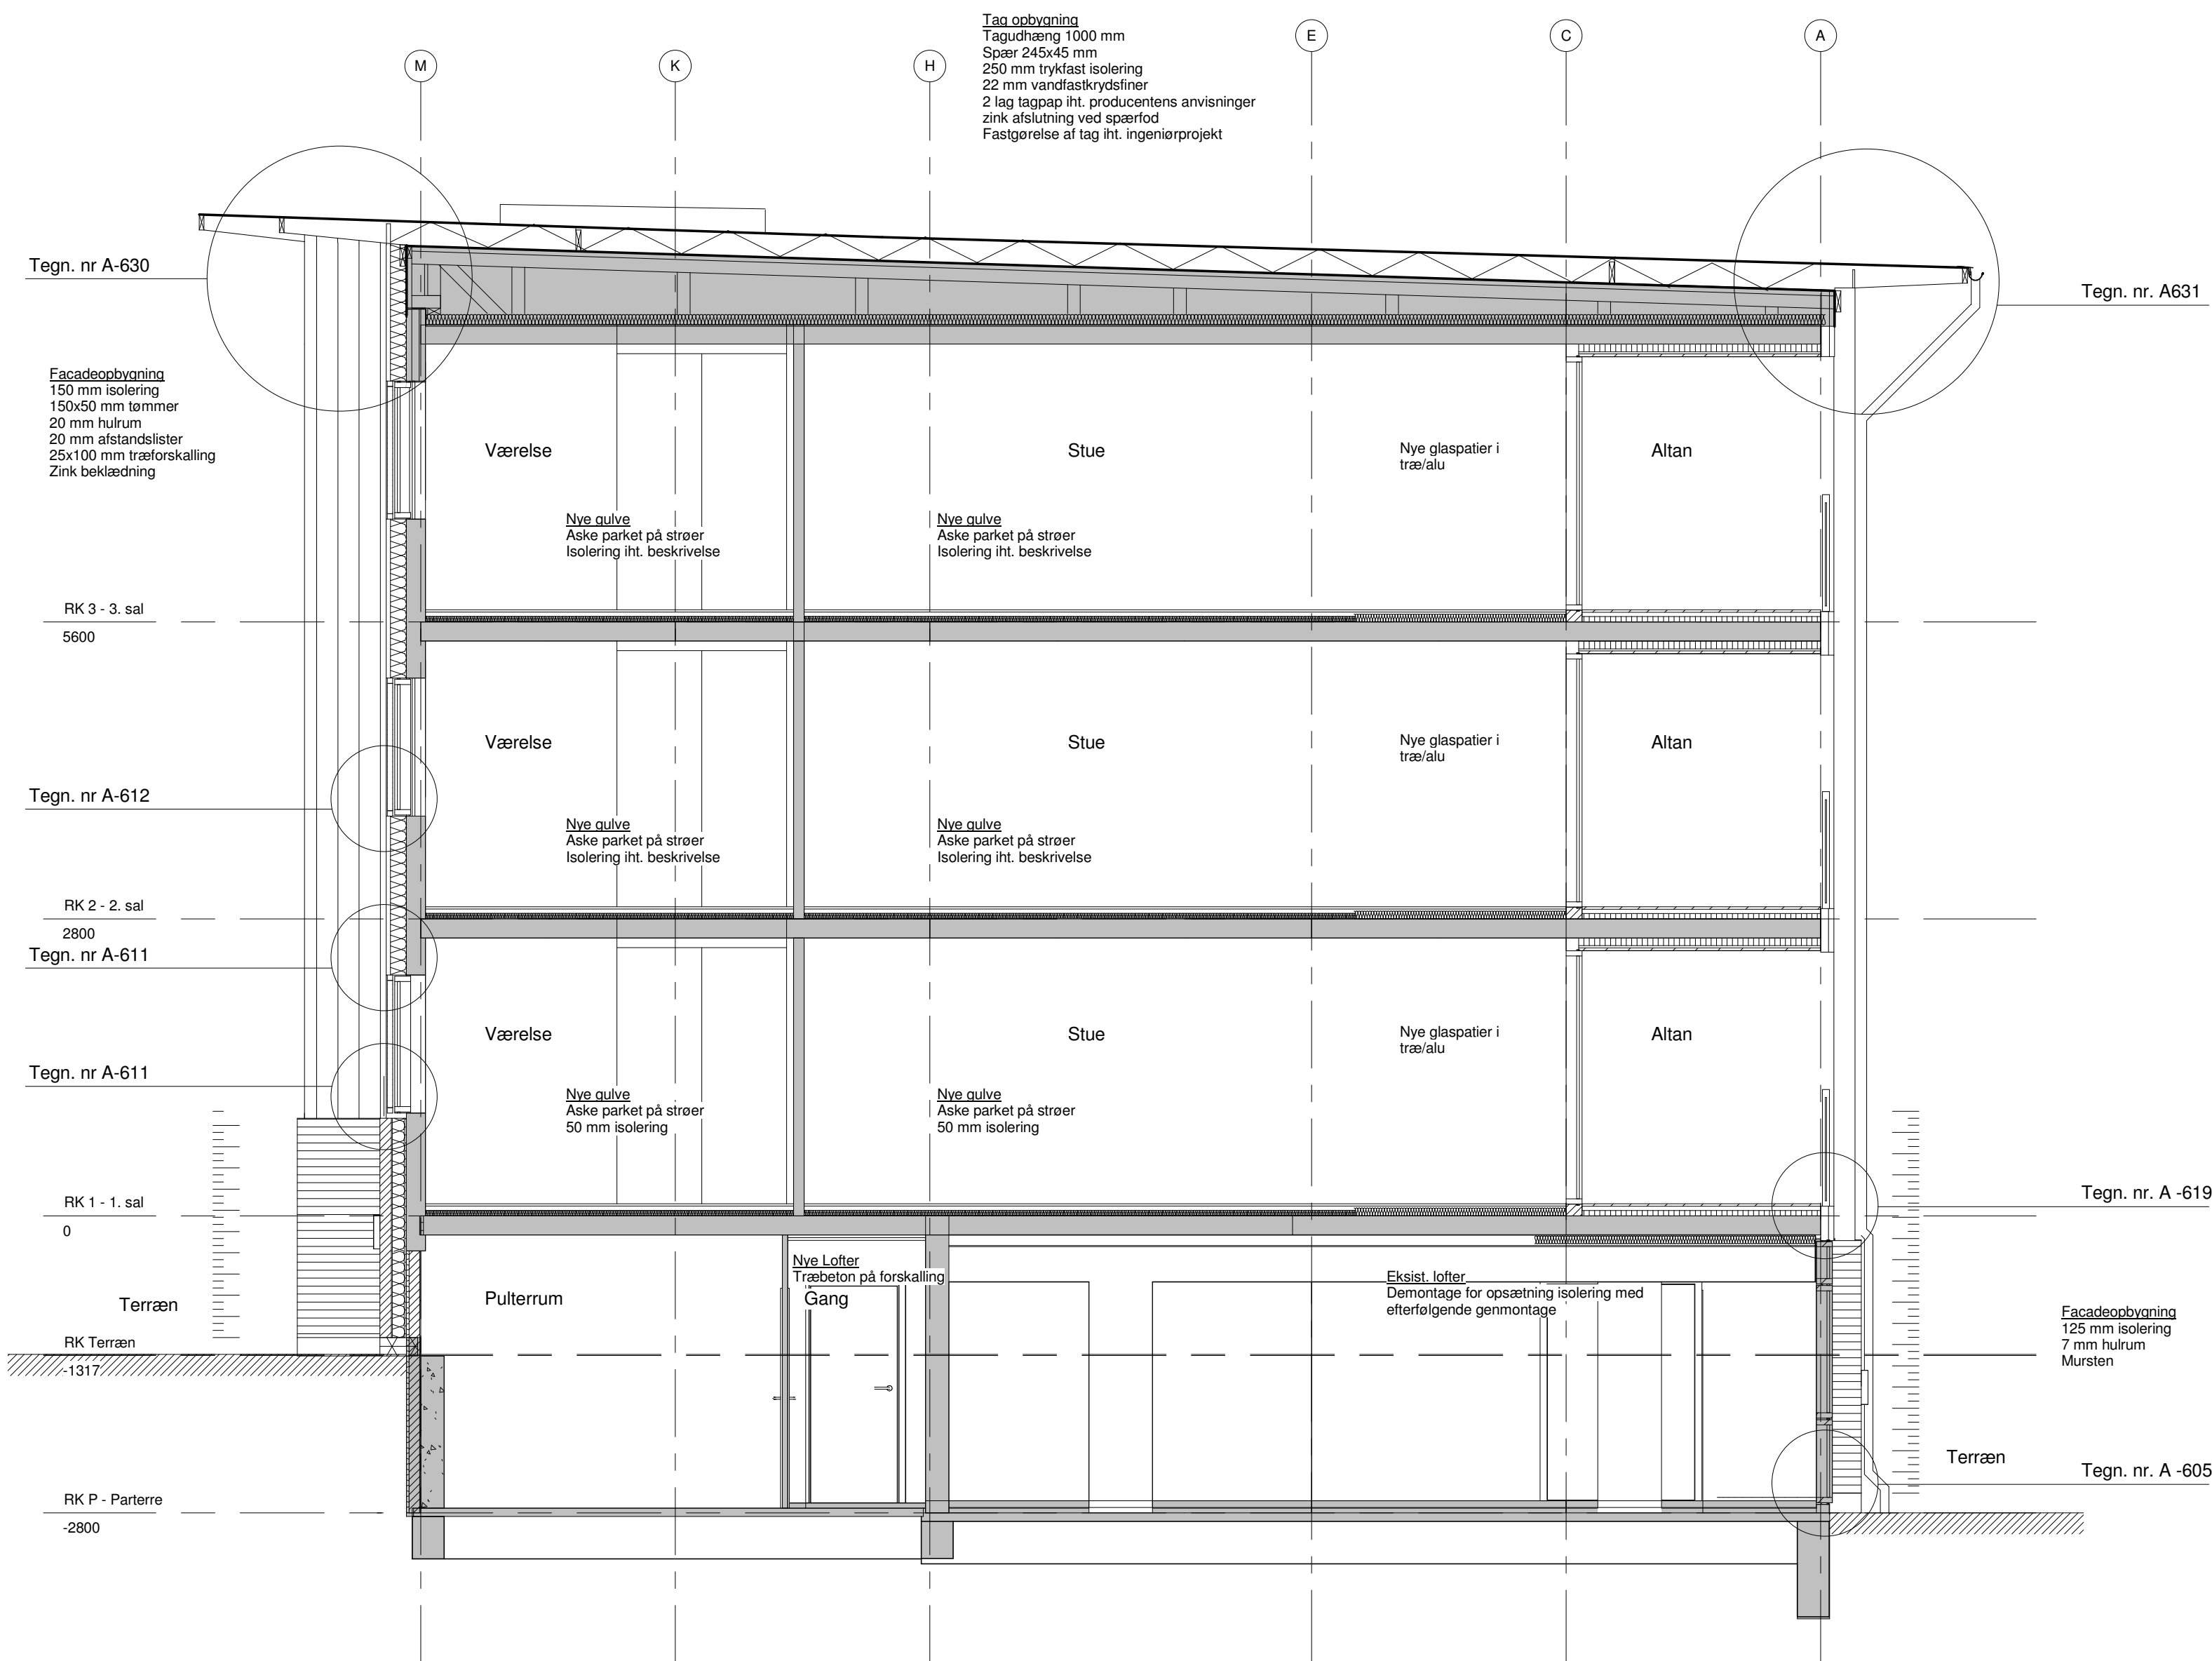 Tag opbygning
Tagudhæng 1000 mm
Spær 245x45 mm
250 mm trykfast isolering
22 mm vandfastkrydsfiner
2 lag tagpap iht. producentens anvisninger
zink afslutning ved spærfod
Fastgørelse af tag iht. ingeniørprojekt
M
K
H
E
C
A
Tegn. nr A-630
Tegn. nr. A631
Facadeopbygning
150 mm isolering
150x50 mm tømmer
20 mm hulrum
20 mm afstandslister
25x100 mm træforskalling
Zink beklædning
Værelse
Stue
Nye glaspatier i
træ/alu
Altan
Nye gulve
Aske parket på strøer
Isolering iht. beskrivelse
Nye gulve
Aske parket på strøer
Isolering iht. beskrivelse
RK 3 - 3. sal
5600
Værelse
Stue
Nye glaspatier i
træ/alu
Altan
Tegn. nr A-612
Nye gulve
Aske parket på strøer
Isolering iht. beskrivelse
Nye gulve
Aske parket på strøer
Isolering iht. beskrivelse
RK 2 - 2. sal
2800
Tegn. nr A-611
Værelse
Stue
Nye glaspatier i
træ/alu
Altan
Tegn. nr A-611
Nye gulve
Aske parket på strøer
50 mm isolering
Nye gulve
Aske parket på strøer
50 mm isolering
RK 1 - 1. sal
0
Tegn. nr. A -619
Nye Lofter
Træbeton på forskalling
Gang
Pulterrum
Eksist. lofter
Demontage for opsætning isolering med
efterfølgende genmontage
Terræn
RK Terræn
-1317
Facadeopbygning
125 mm isolering
7 mm hulrum
Mursten
Terræn
Tegn. nr. A -605
RK P - Parterre
-2800